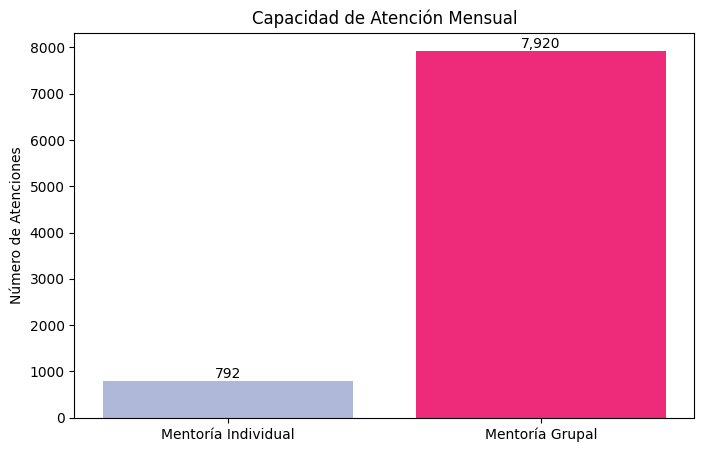 Capacidad de Atención Mensual
Número de Atenciones
8000
7000
6000
5000
4000
3000
2000
1000
0
792
7,920
Mentoría Individual
Mentoría Grupal